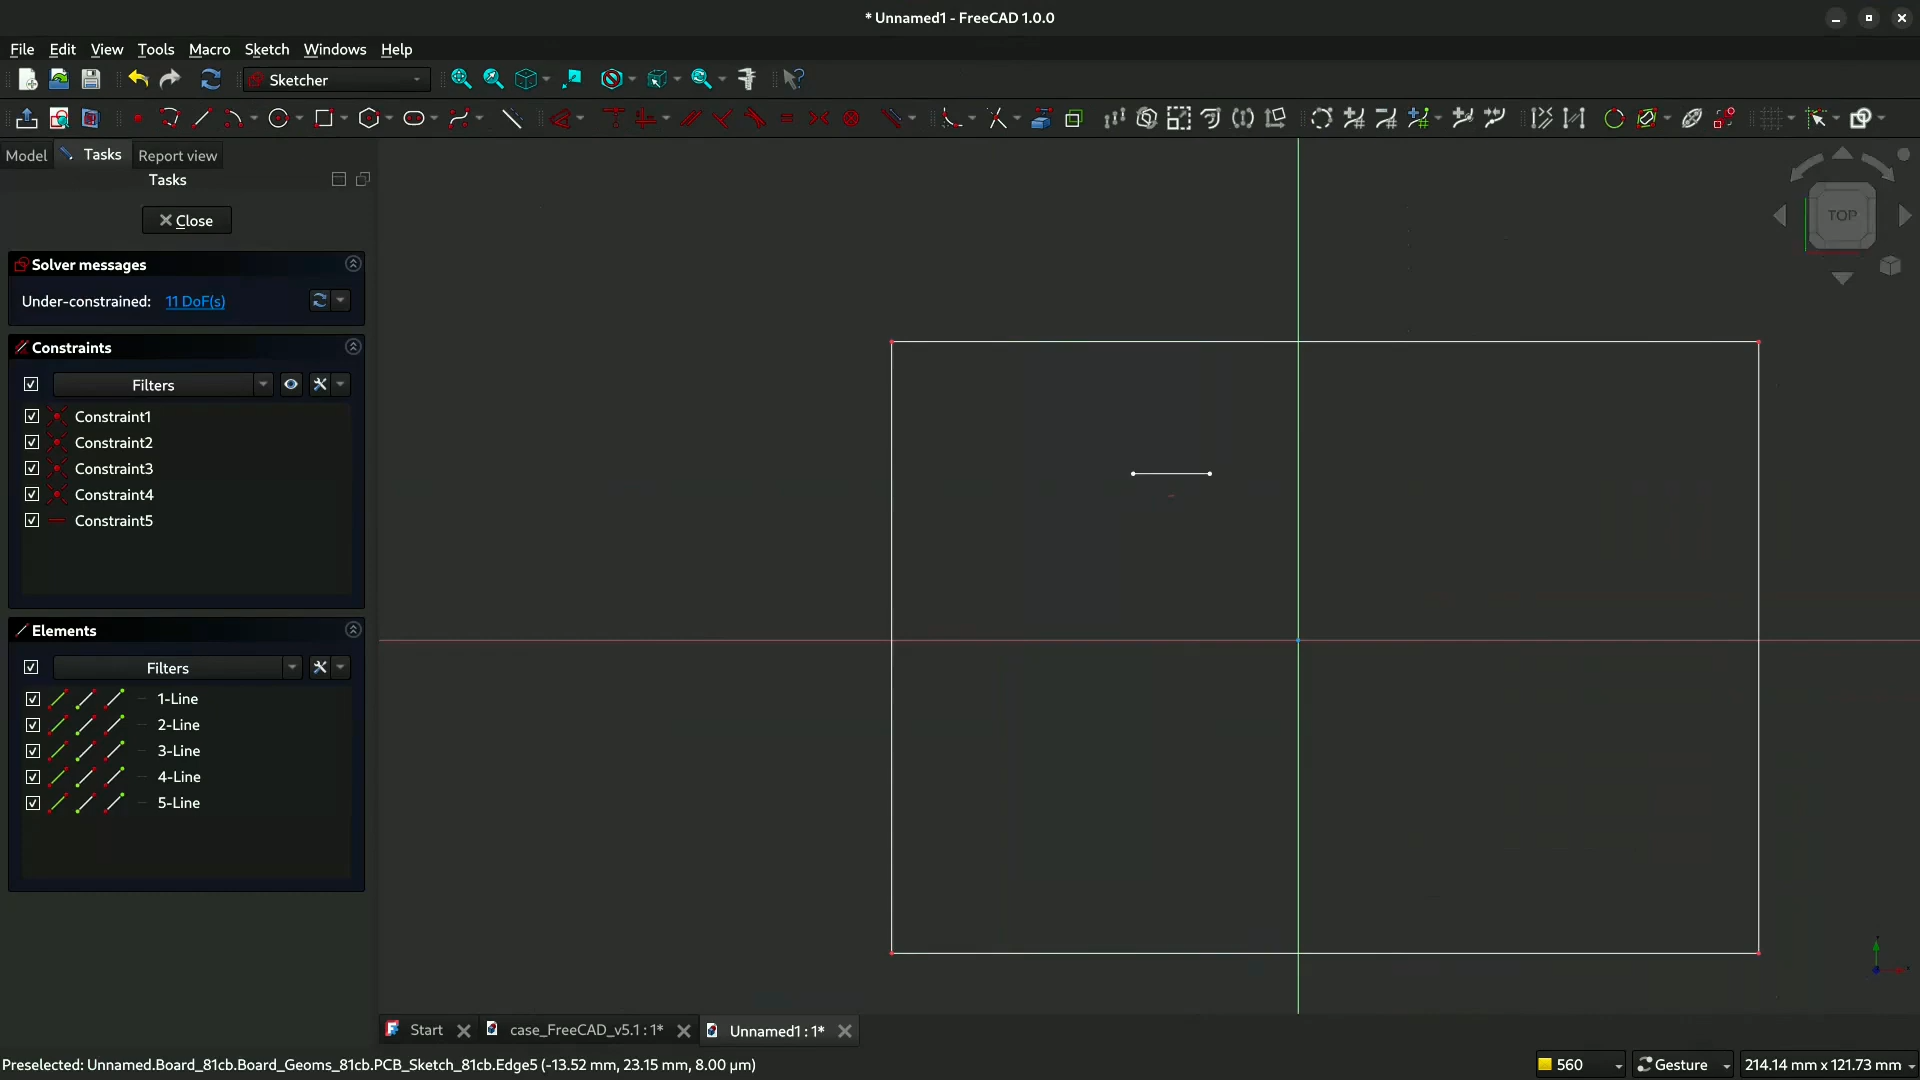 * Unnamed1 - FreeCAD 1.0.0
File Edit View Tools Macro Sketch Windows Help
Sketcher
Model Tasks Report view
Tasks
Close
Solver messages
Under-constrained: 11 DoF(s)
Constraints
Filters
Constraint1
Constraint2
Constraint3
Constraint4
Constraint5
Elements
Filters
1-Line
2-Line
3-Line
4-Line
5-Line
TOP
Start case_FreeCAD_v5.1 : 1* Unnamed1 : 1*
Preselected: Unnamed.Board_81cb.Board_Geoms_81cb.PCB_Sketch_81cb.Edge5 (-13.52 mm, 23.15 mm, 8.00 µm) 560 Gesture 214.14 mm x 121.73 mm